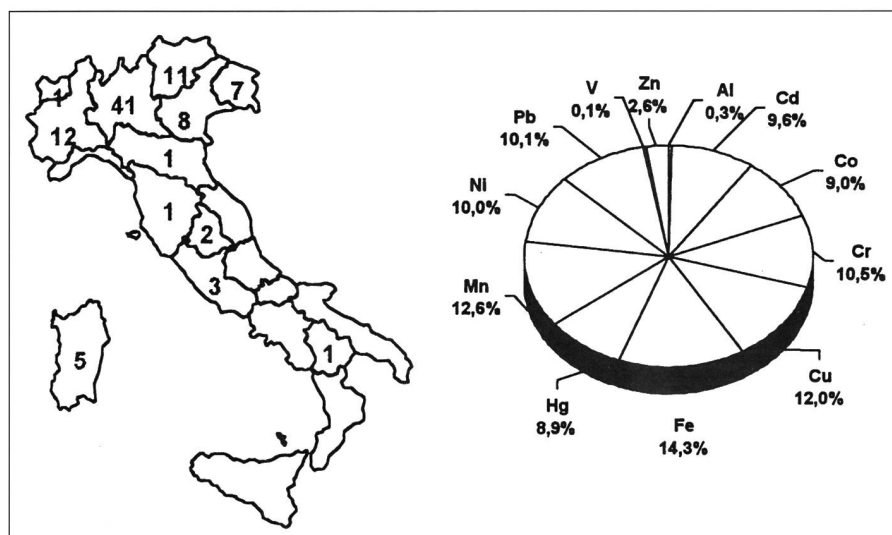 11
7
1
41
8
12
1
1
2
3
5
1
V
0,1%
Zn
2,6%
Al
0,3%
Cd
9,6%
Pb
10,1%
Co
9,0%
Ni
10,0%
Cr
10,5%
Mn
12,6%
Cu
12,0%
Hg
8,9%
Fe
14,3%